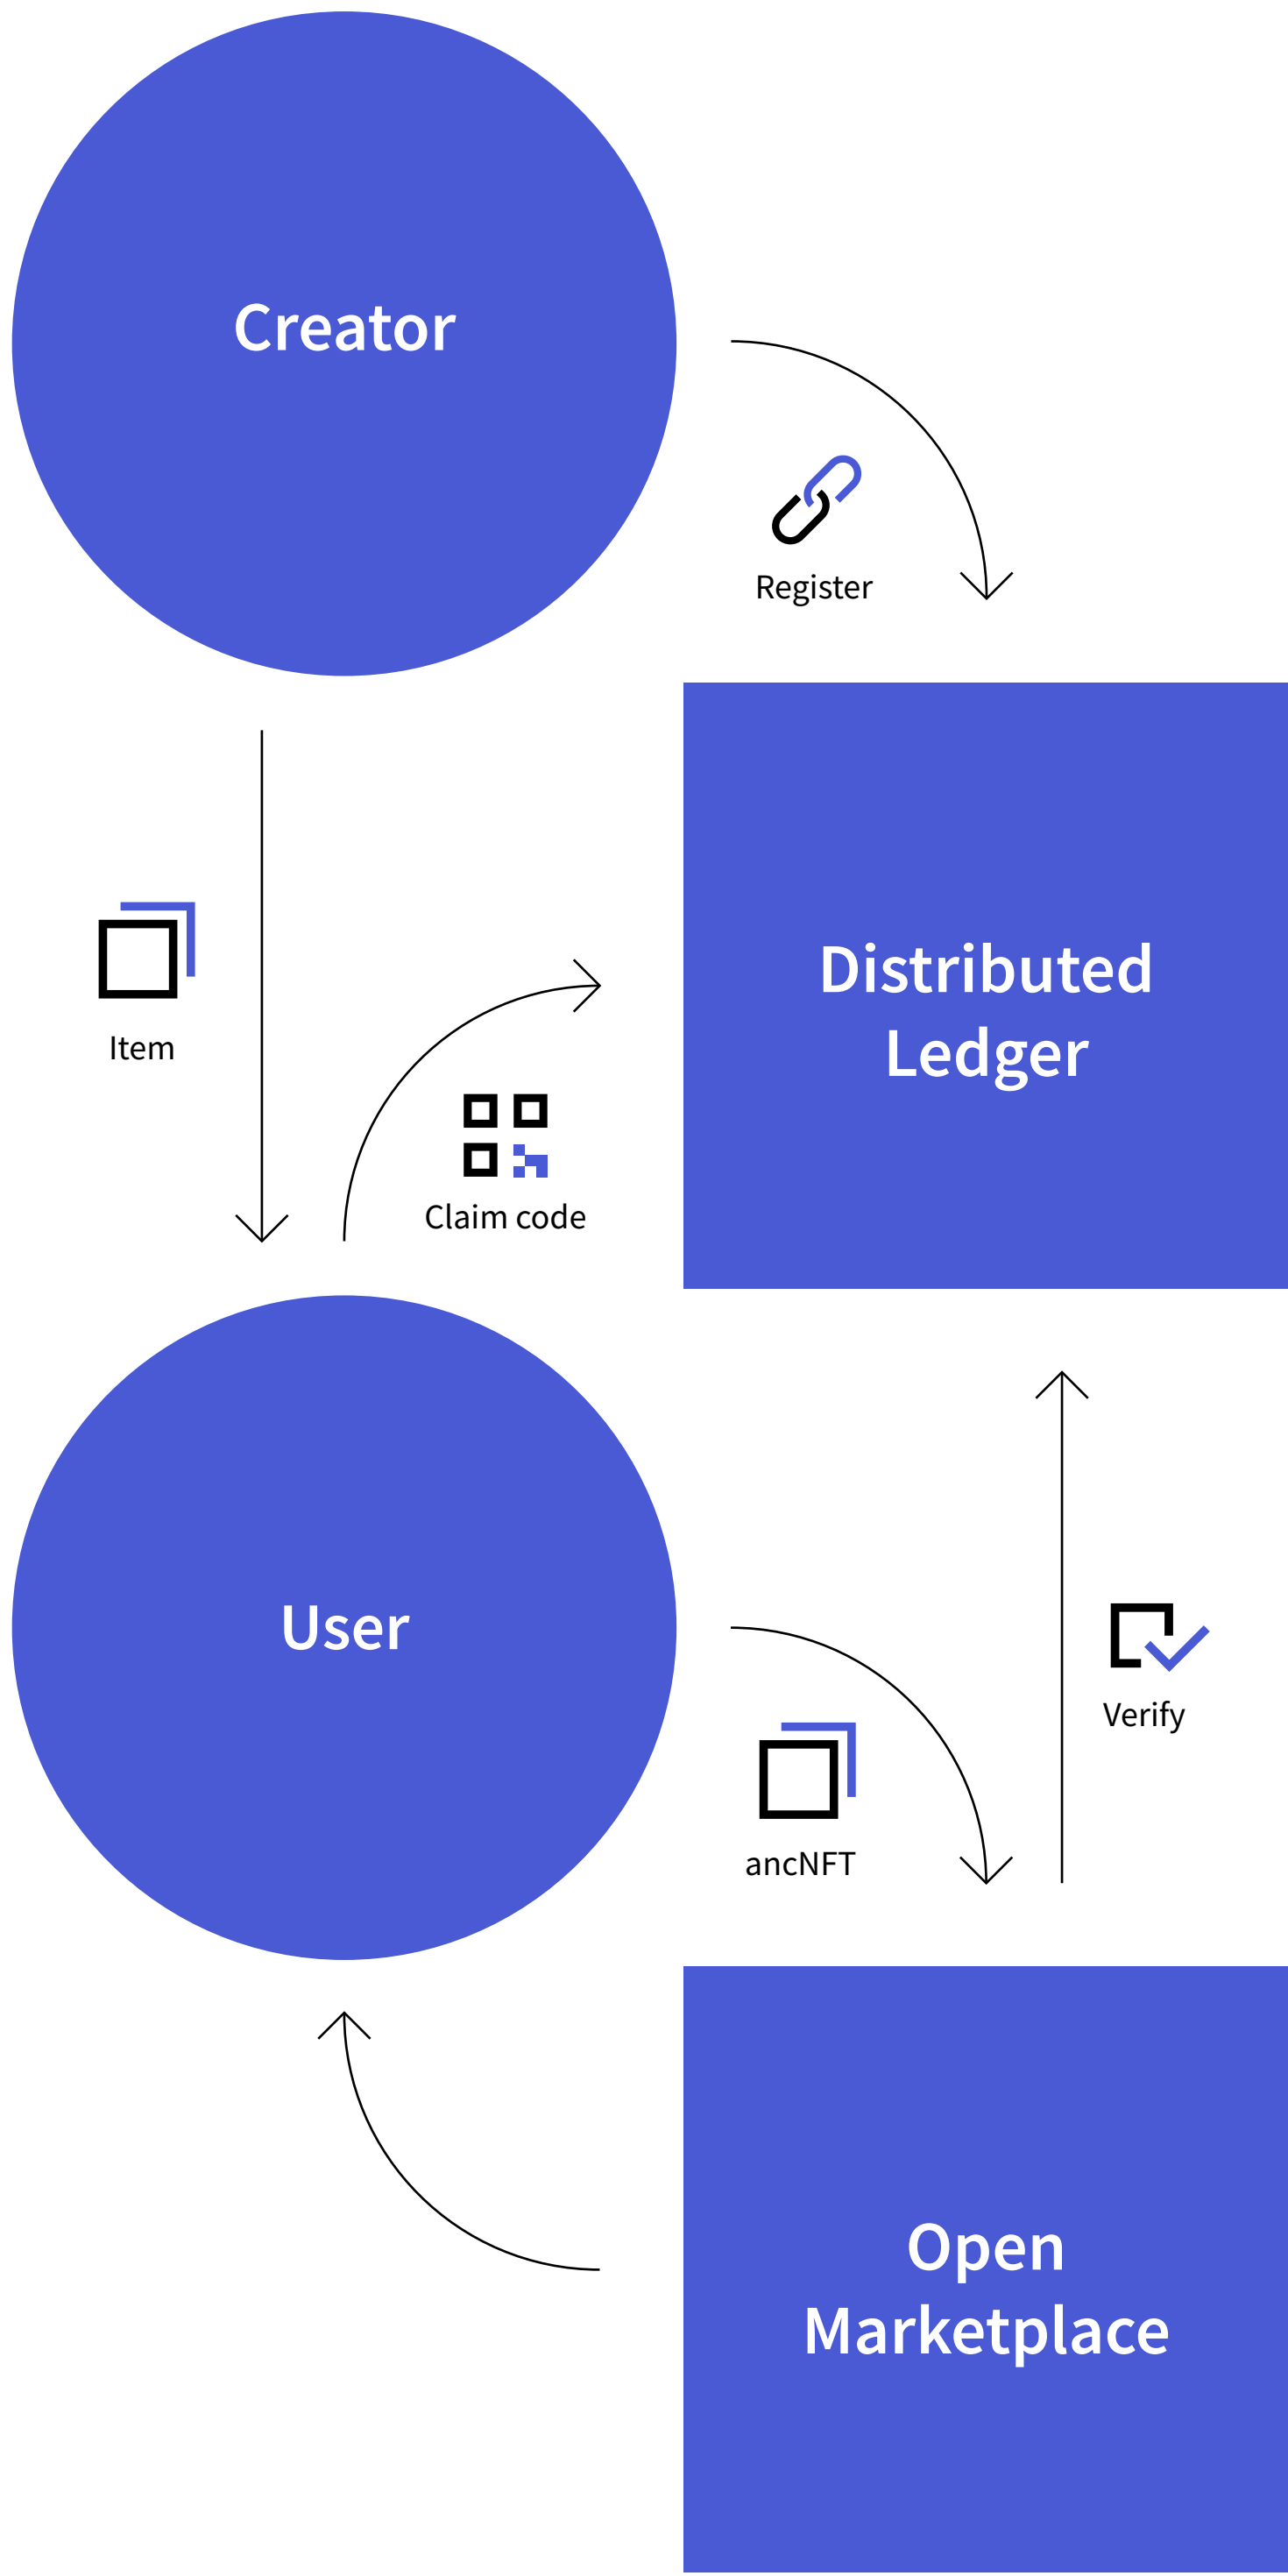 Creator
Register
Distributed
Ledger
Item
Claim code
User
Verify
ancNFT
Open
Marketplace